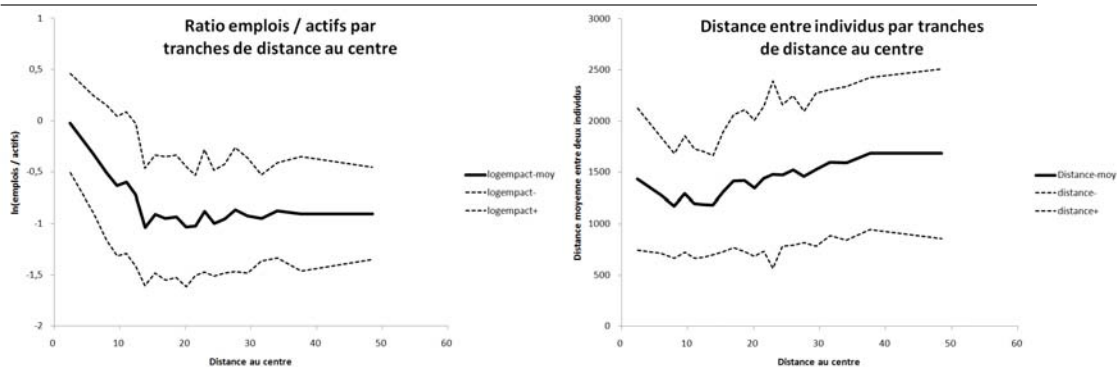 Ratio emplois / actifs par
tranches de distance au centre
ln(emplois / actifs)
1
0,5
0
-0,5
-1
-1,5
-2
0 10 20 30 40 50 60
Distance au centre
logempact-moy
logempact-
logempact+
Distance entre individus par tranches
de distance au centre
Distance moyenne entre deux individus
3000
2500
2000
1500
1000
500
0
0 10 20 30 40 50 60
Distance au centre
Distance-moy
distance-
distance+